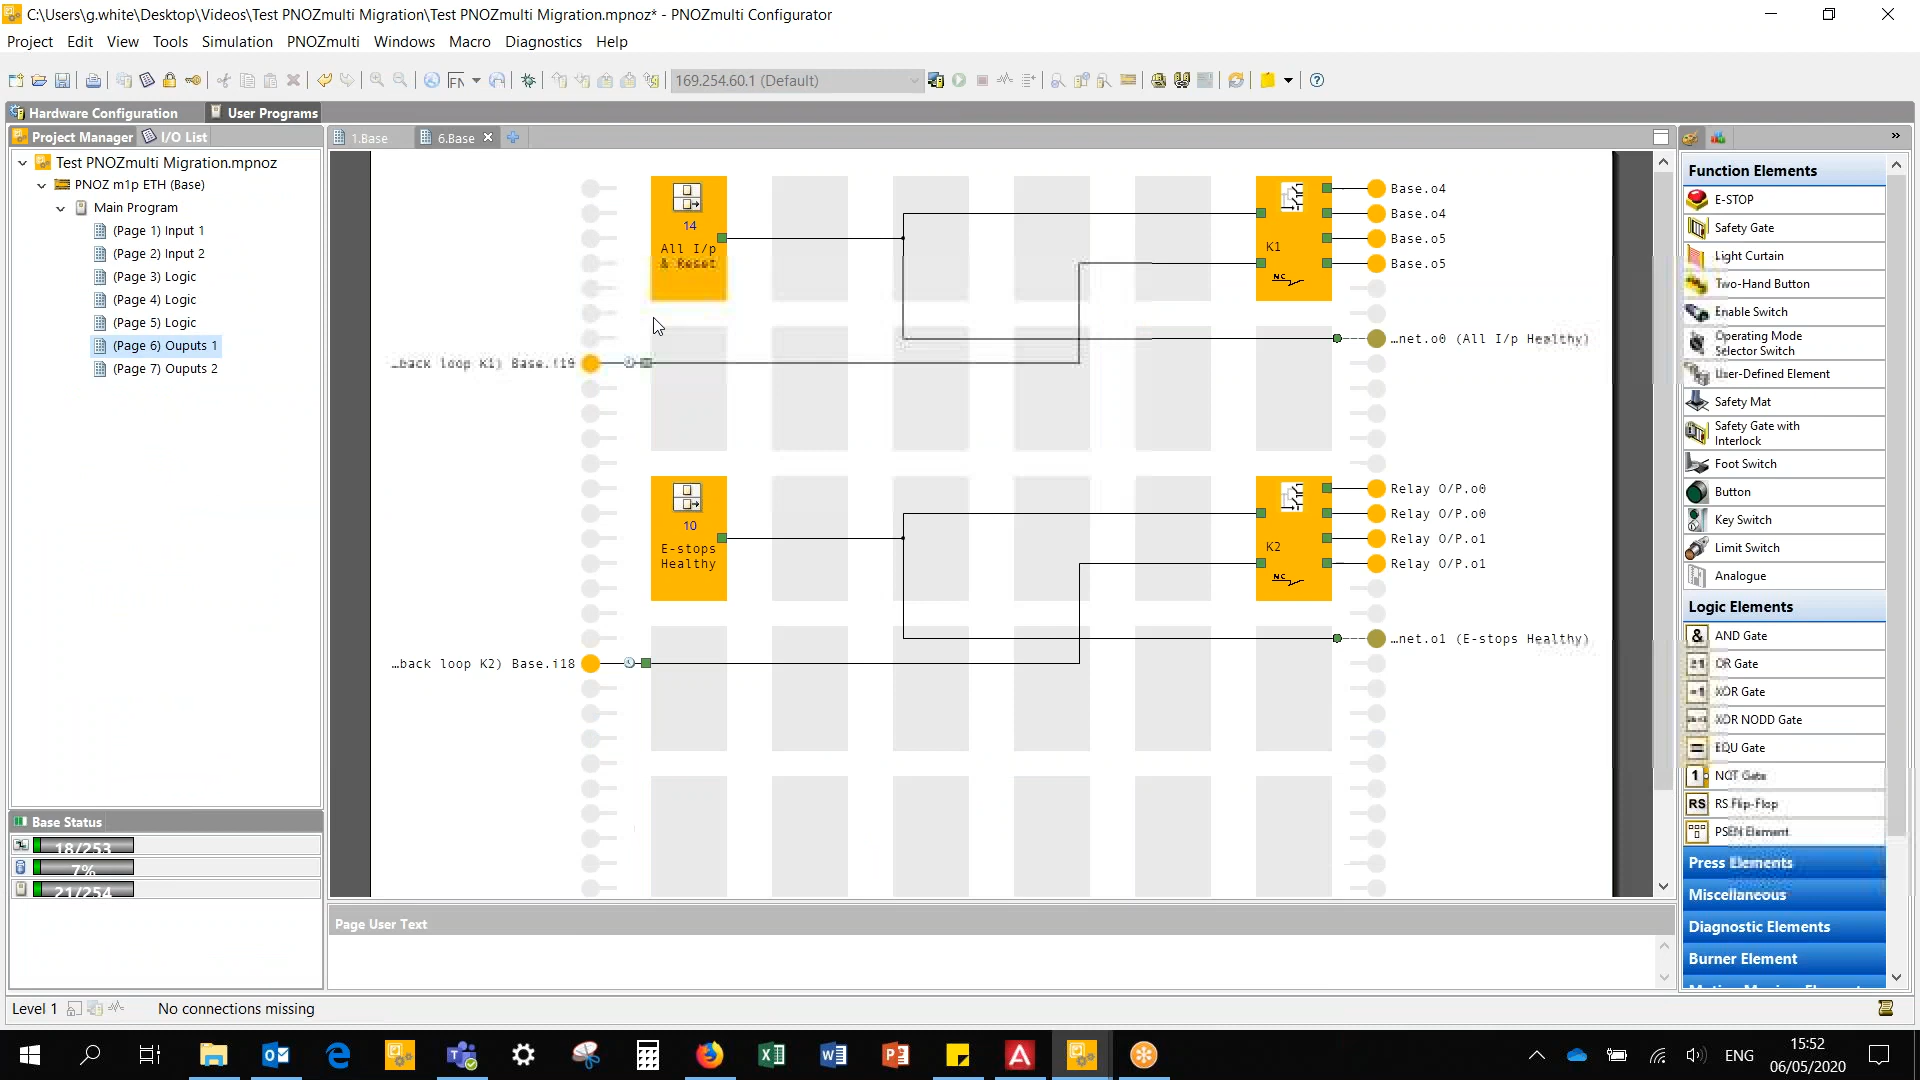 C:\Users\g.white\Desktop\Videos\Test PNOZmulti Migration\Test PNOZmulti Migration.mpnoz* - PNOZmulti Configurator
Project Edit View Tools Simulation PNOZmulti Windows Macro Diagnostics Help
169.254.60.1 (Default)
Hardware Configuration User Programs
Project Manager I/O List
1.Base 6.Base
Test PNOZmulti Migration.mpnoz
PNOZ m1p ETH (Base)
Main Program
(Page 1) Input 1
(Page 2) Input 2
(Page 3) Logic
(Page 4) Logic
(Page 5) Logic
(Page 6) Ouputs 1
(Page 7) Ouputs 2
Base Status
18/253
7%
21/254
14
All I/p
& Reset
K1
NC
Base.o4
Base.o4
Base.o5
Base.o5
…net.o0 (All I/p Healthy)
…back loop K1) Base.i19
10
E-stops
Healthy
K2
NC
Relay O/P.o0
Relay O/P.o0
Relay O/P.o1
Relay O/P.o1
…net.o1 (E-stops Healthy)
…back loop K2) Base.i18
Page User Text
Function Elements
E-STOP
Safety Gate
Light Curtain
Two-Hand Button
Enable Switch
Operating Mode
Selector Switch
User-Defined Element
Safety Mat
Safety Gate with
Interlock
Foot Switch
Button
Key Switch
Limit Switch
Analogue
Logic Elements
& AND Gate
OR Gate
XOR Gate
XOR NODD Gate
= EQU Gate
1 NOT Gate
RS RS Flip-Flop
PSEN Element
Press Elements
Miscellaneous
Diagnostic Elements
Burner Element
Level 1 No connections missing
ENG
15:52
06/05/2020